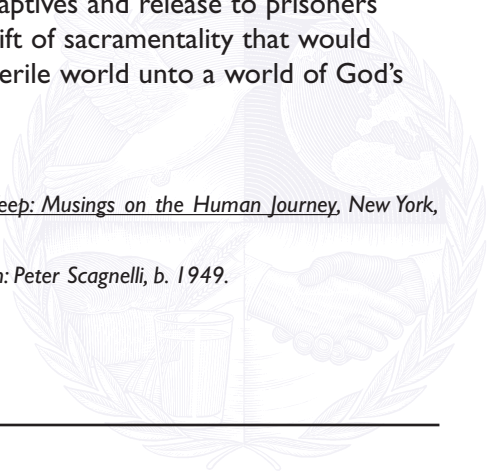 aptives and release to prisoners
ift of sacramentality that would
erile world unto a world of God’s
eep: Musings on the Human Journey, New York,
: Peter Scagnelli, b. 1949.